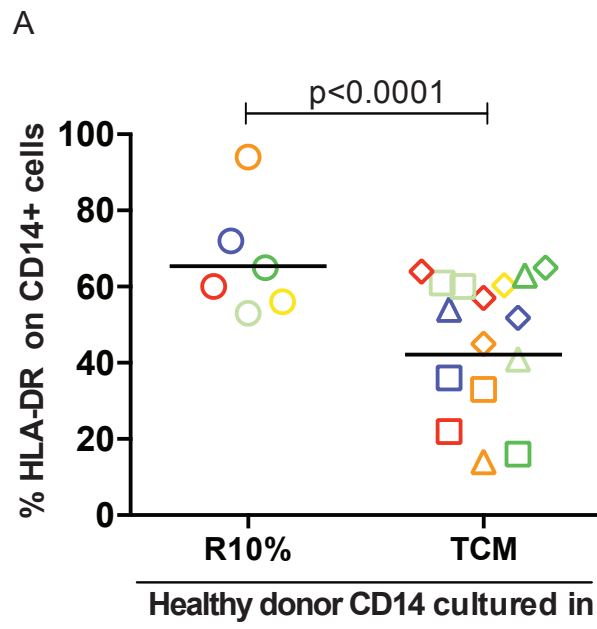 A
p<0.0001
% HLA-DR on CD14+ cells
100
80
60
40
20
0
R10%
TCM
Healthy donor CD14 cultured in